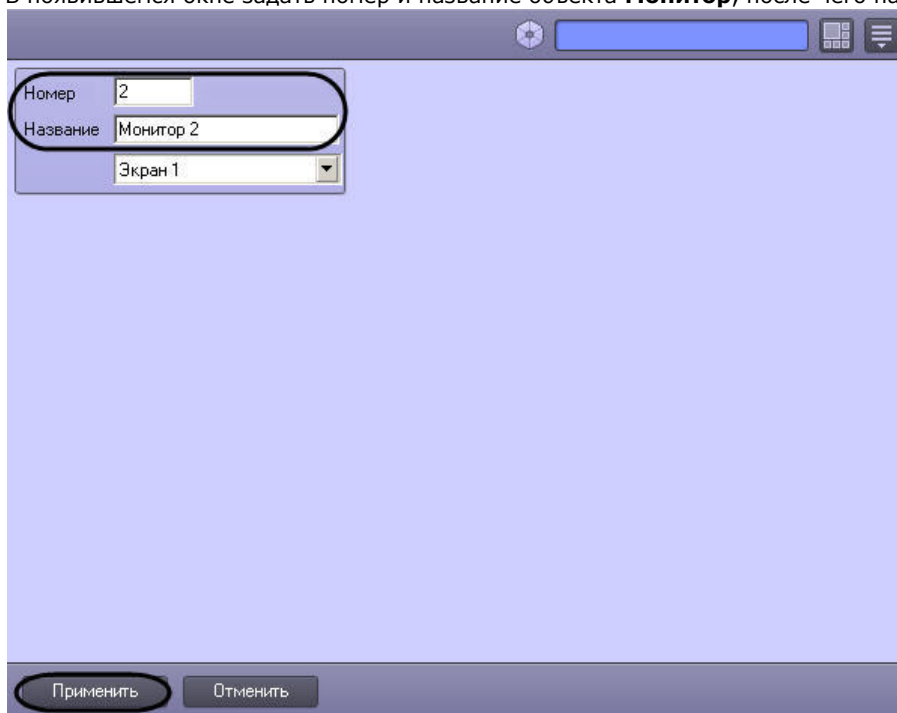 В появившемся окне задать номер и название объекта Монитор, после чего на
Номер 2
Название Монитор 2
Экран 1
Применить Отменить